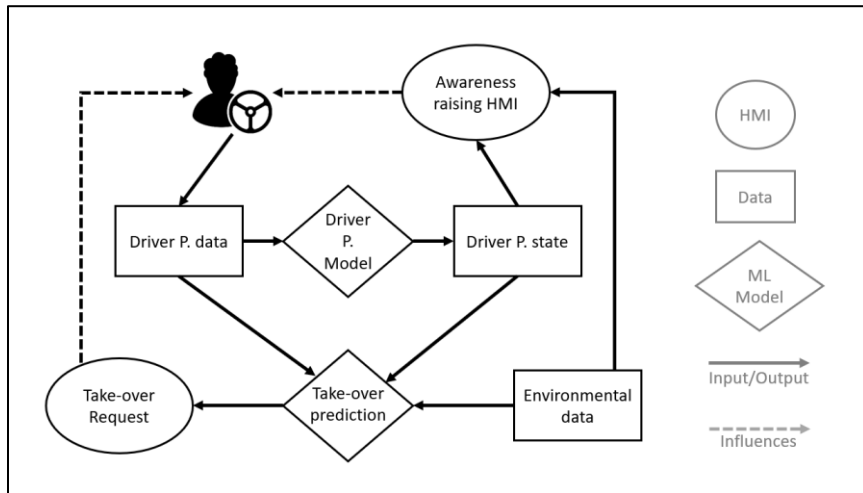 Awareness
raising HMI
HMI
Driver P. data
Driver
P.
Model
Driver P. state
Data
ML
Model
Take-over
Request
Take-over
prediction
Environmental
data
Input/Output
Influences